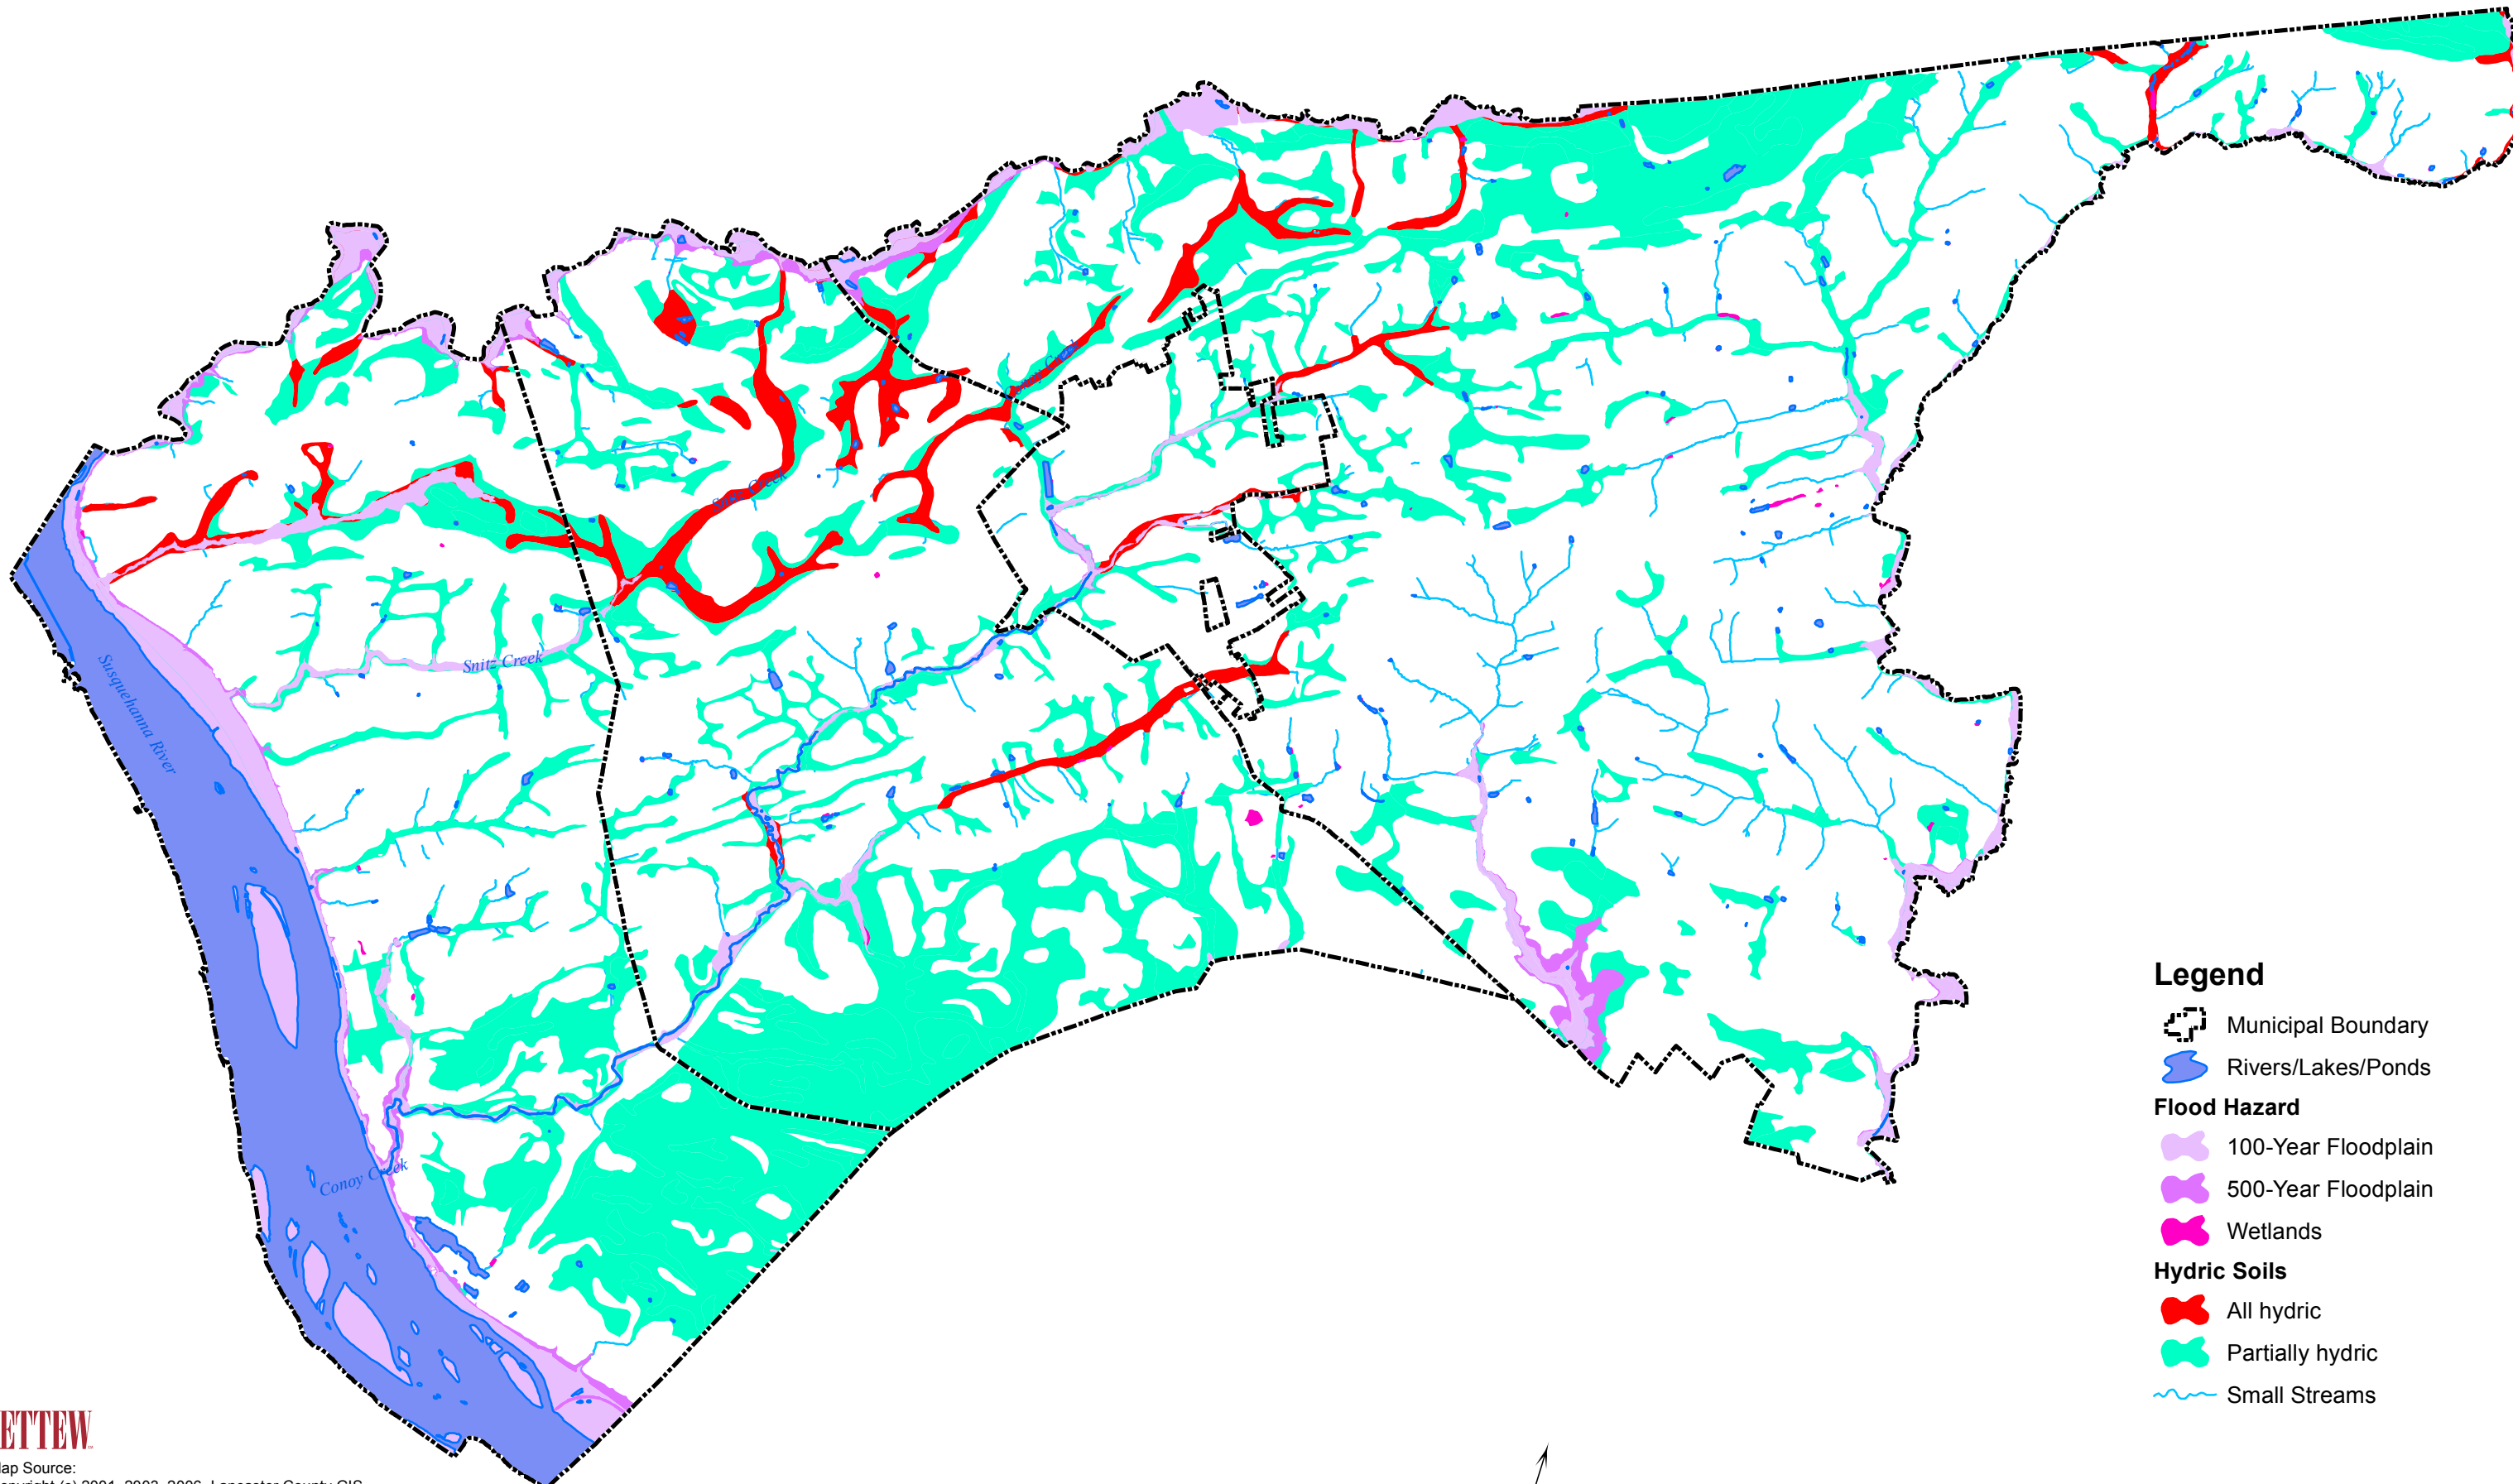 Snitz Creek
Susquehanna River
Conoy Creek
Legend
Municipal Boundary
Rivers/Lakes/Ponds
Flood Hazard
100-Year Floodplain
500-Year Floodplain
Wetlands
Hydric Soils
All hydric
Partially hydric
Small Streams
ETTEW
ap Source: